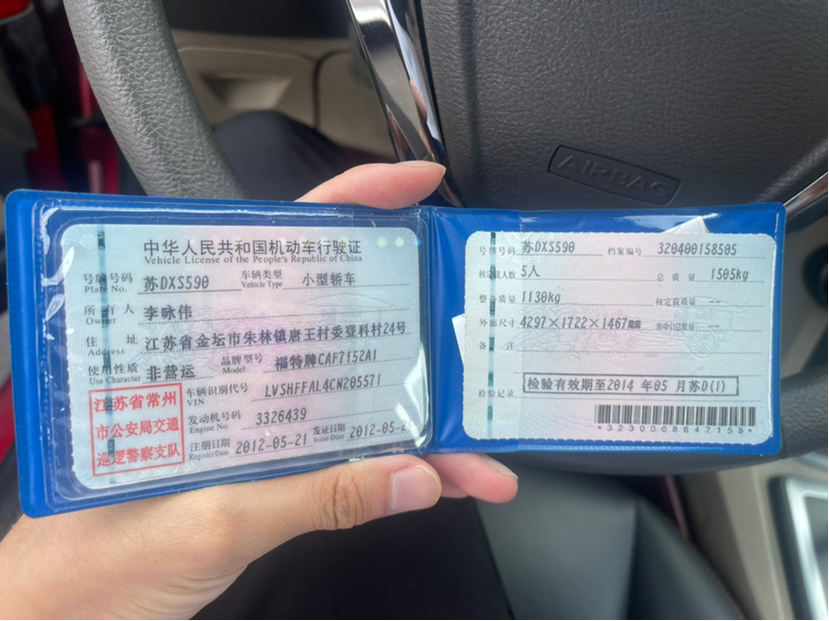 AIRBAG
中华人民共和国机动车行驶证
Vehicle License of the People's Republic of China
号牌号码 苏DXS590 车辆类型 小型轿车
Plate No. Vehicle Type
所有人 李咏伟
Owner
住址 江苏省金坛市朱林镇唐王村委亚科村24号
Address
使用性质 非营运 品牌型号 福特牌CAF7152A1
Use Character Model
江苏省常州
市公安局交通
巡逻警察支队
车辆识别代号 LVSHFFAL4CN205571
VIN
发动机号码 3326439
Engine No.
注册日期 2012-05-21 发证日期 2012-05-21
Register Date Issue Date
号牌号码 苏DXS590 档案编号 320400158505
核定载人数 5人 总质量 1505kg
整备质量 1130kg 核定载质量 --
外廓尺寸 4297×1722×1467 --
备注
检验记录 检验有效期至2014年05月苏D(1)
*3230008647158*